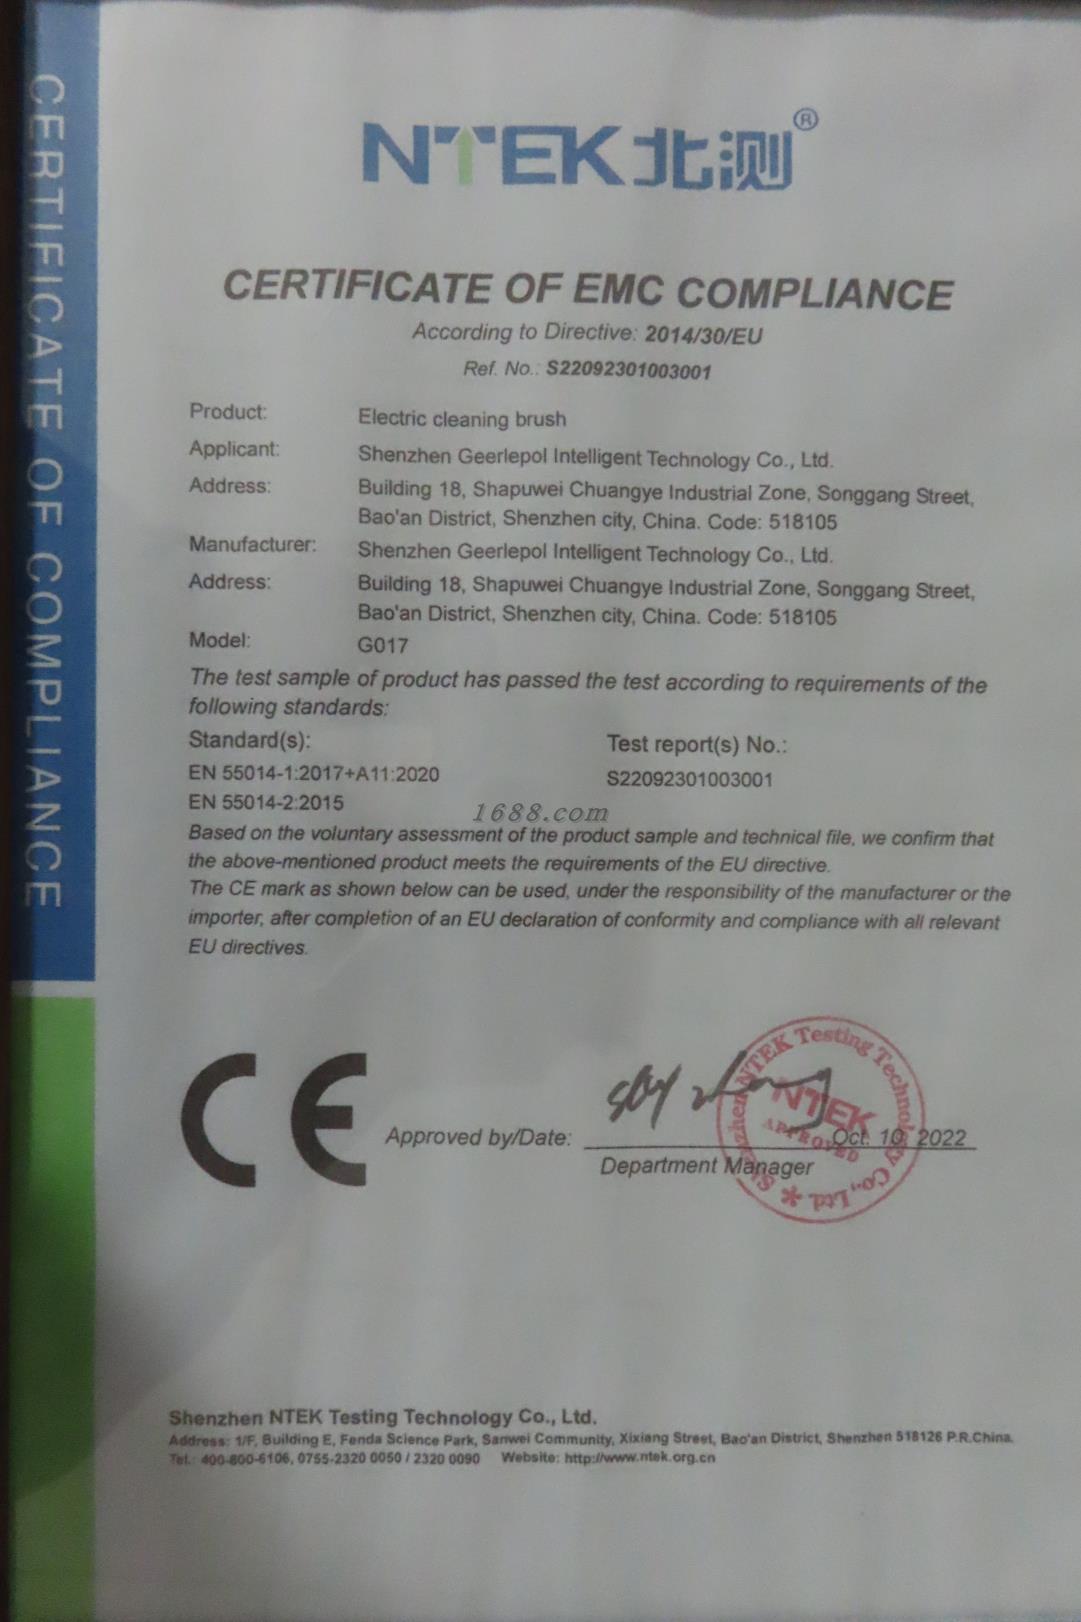 CERTIFICATE OF COMPLIANCE
NTEK北测®
CERTIFICATE OF EMC COMPLIANCE
According to Directive: 2014/30/EU
Ref. No.: S22092301003001
Product: Electric cleaning brush
Applicant: Shenzhen Geerlepol Intelligent Technology Co., Ltd.
Address: Building 18, Shapuwei Chuangye Industrial Zone, Songgang Street,
Bao'an District, Shenzhen city, China. Code: 518105
Manufacturer: Shenzhen Geerlepol Intelligent Technology Co., Ltd.
Address: Building 18, Shapuwei Chuangye Industrial Zone, Songgang Street,
Bao'an District, Shenzhen city, China. Code: 518105
Model: G017
The test sample of product has passed the test according to requirements of the
following standards:
Standard(s): Test report(s) No.:
EN 55014-1:2017+A11:2020 S22092301003001
EN 55014-2:2015
1688.com
Based on the voluntary assessment of the product sample and technical file, we confirm that
the above-mentioned product meets the requirements of the EU directive.
The CE mark as shown below can be used, under the responsibility of the manufacturer or the
importer, after completion of an EU declaration of conformity and compliance with all relevant
EU directives.
CE
Approved by/Date: Oct. 10, 2022
Department Manager
Shenzhen NTEK Testing Technology Co., Ltd.
NTEK
APPROVED
Shenzhen NTEK Testing Technology Co., Ltd.
Address: 1/F, Building E, Fenda Science Park, Sanwei Community, Xixiang Street, Bao'an District, Shenzhen 518126 P.R.China.
Tel.: 400-800-6106, 0755-2320 0050 / 2320 0090 Website: http://www.ntek.org.cn